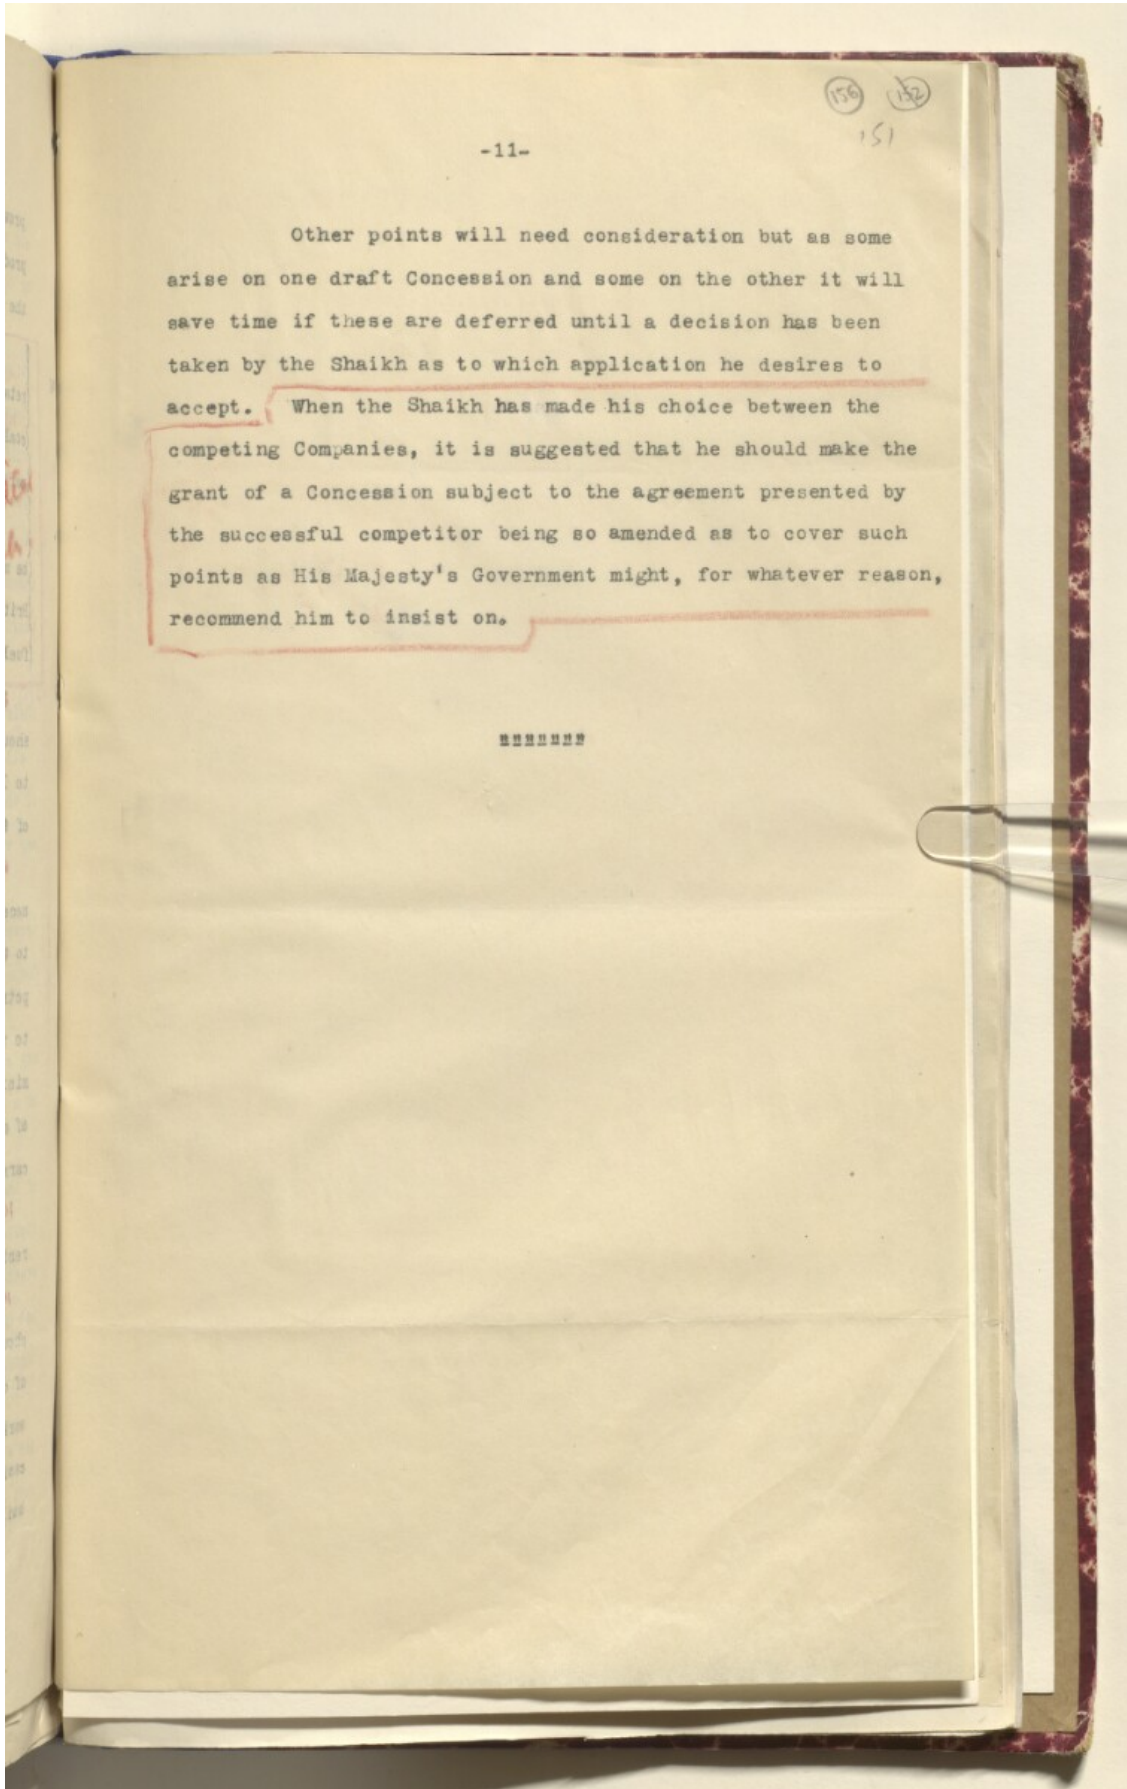 156 152
151
-11-
Other points will need consideration but as some
arise on one draft Concession and some on the other it will
save time if these are deferred until a decision has been
taken by the Shaikh as to which application he desires to
accept. When the Shaikh has made his choice between the
competing Companies, it is suggested that he should make the
grant of a Concession subject to the agreement presented by
the successful competitor being so amended as to cover such
points as His Majesty's Government might, for whatever reason,
recommend him to insist on.